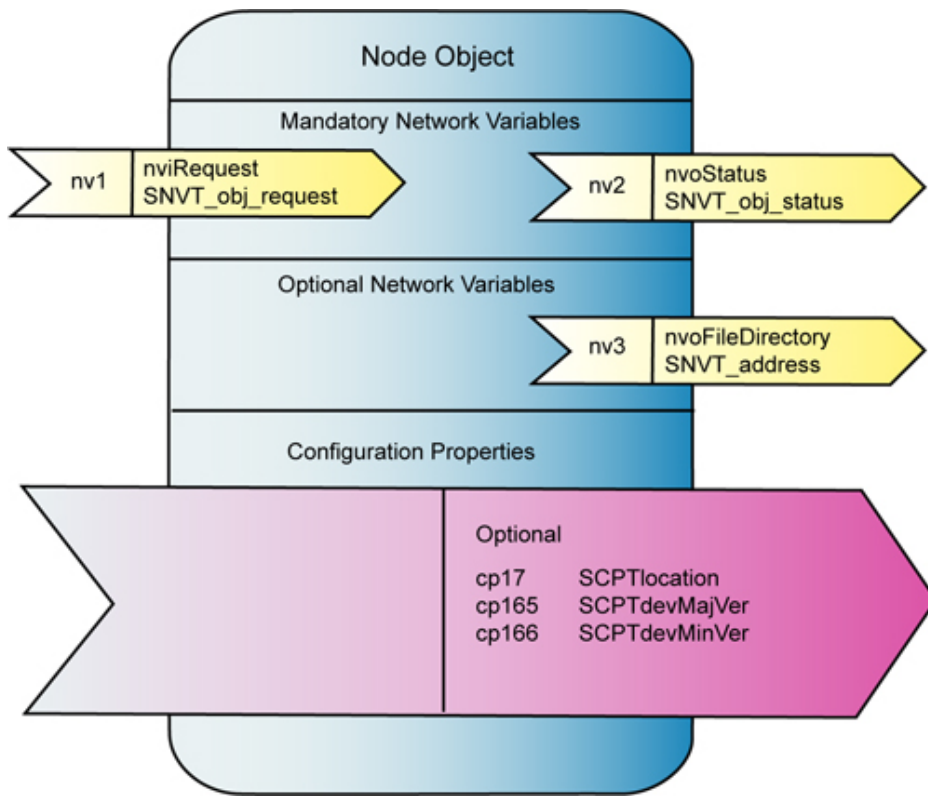 Node Object
Mandatory Network Variables
nv1
nviRequest
SNVT_obj_request
nv2
nvoStatus
SNVT_obj_status
Optional Network Variables
nv3
nvoFileDirectory
SNVT_address
Configuration Properties
Optional
cp17 SCPTlocation
cp165 SCPTdevMajVer
cp166 SCPTdevMinVer